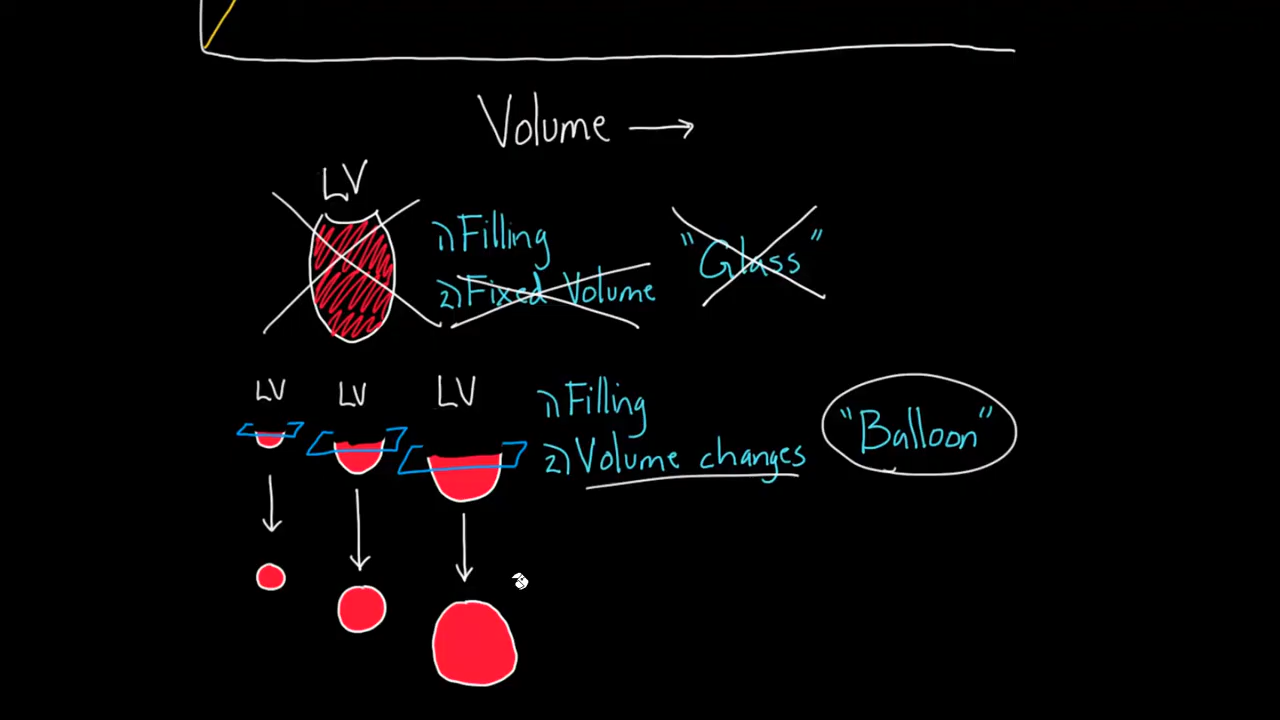 Volume →
LV
1) Filling
2) Fixed Volume
"Glass"
LV LV LV
1) Filling
2) Volume changes
"Balloon"